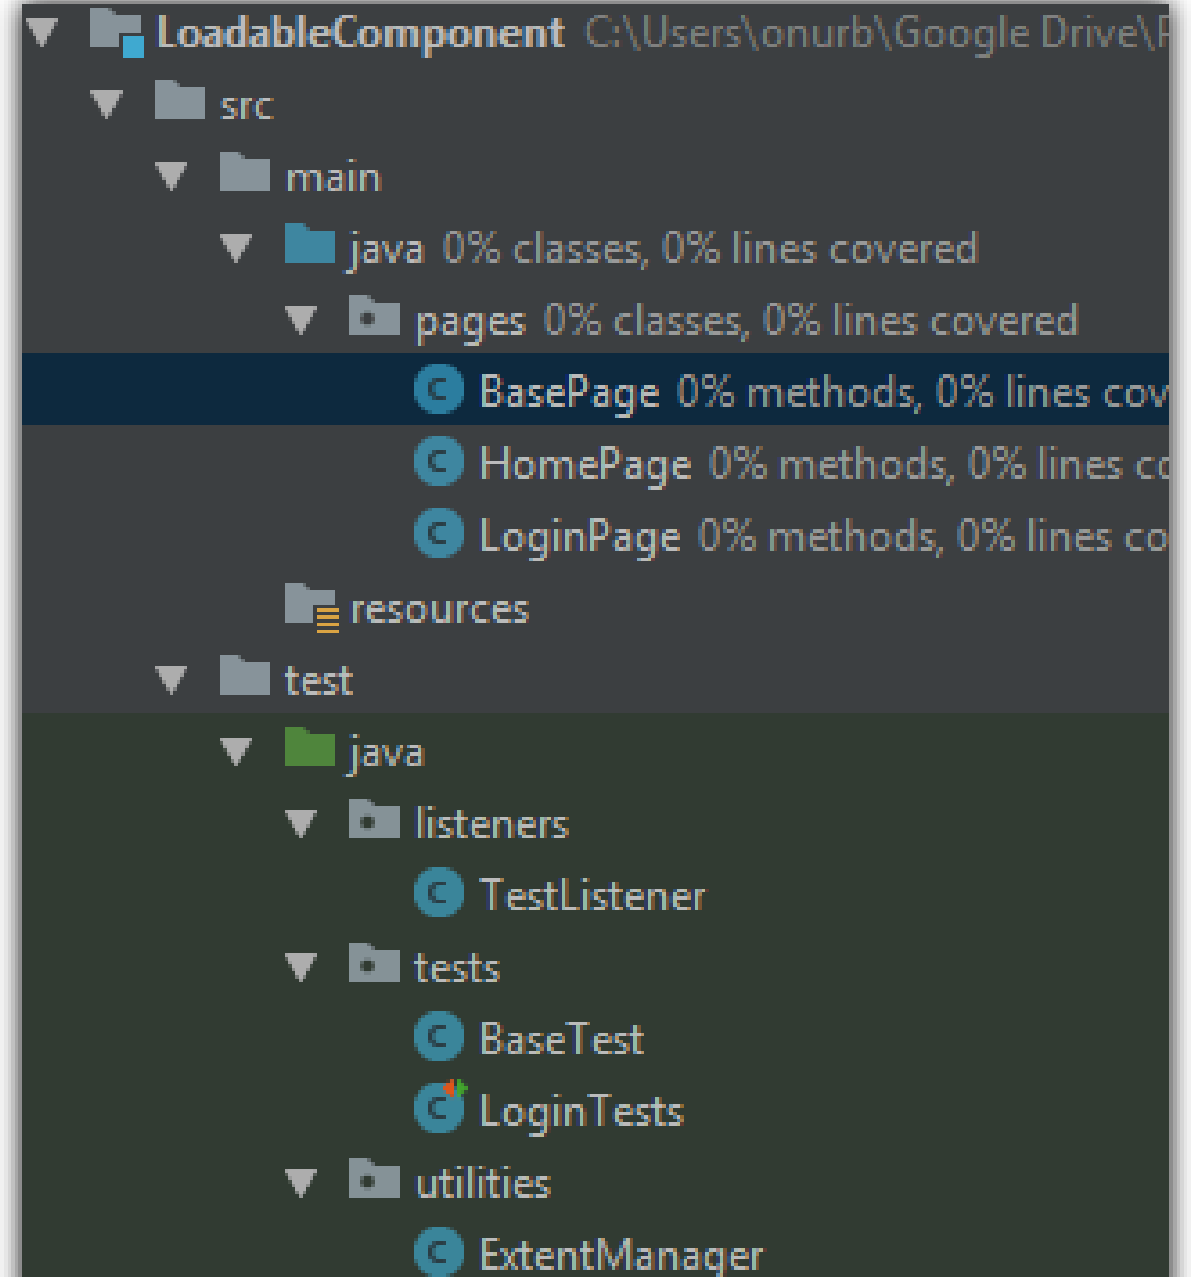 LoadableComponent C:\Users\onurb\Google Drive\
src
main
java 0% classes, 0% lines covered
pages 0% classes, 0% lines covered
BasePage 0% methods, 0% lines cov
HomePage 0% methods, 0% lines co
LoginPage 0% methods, 0% lines co
resources
test
java
listeners
TestListener
tests
BaseTest
LoginTests
utilities
ExtentManager